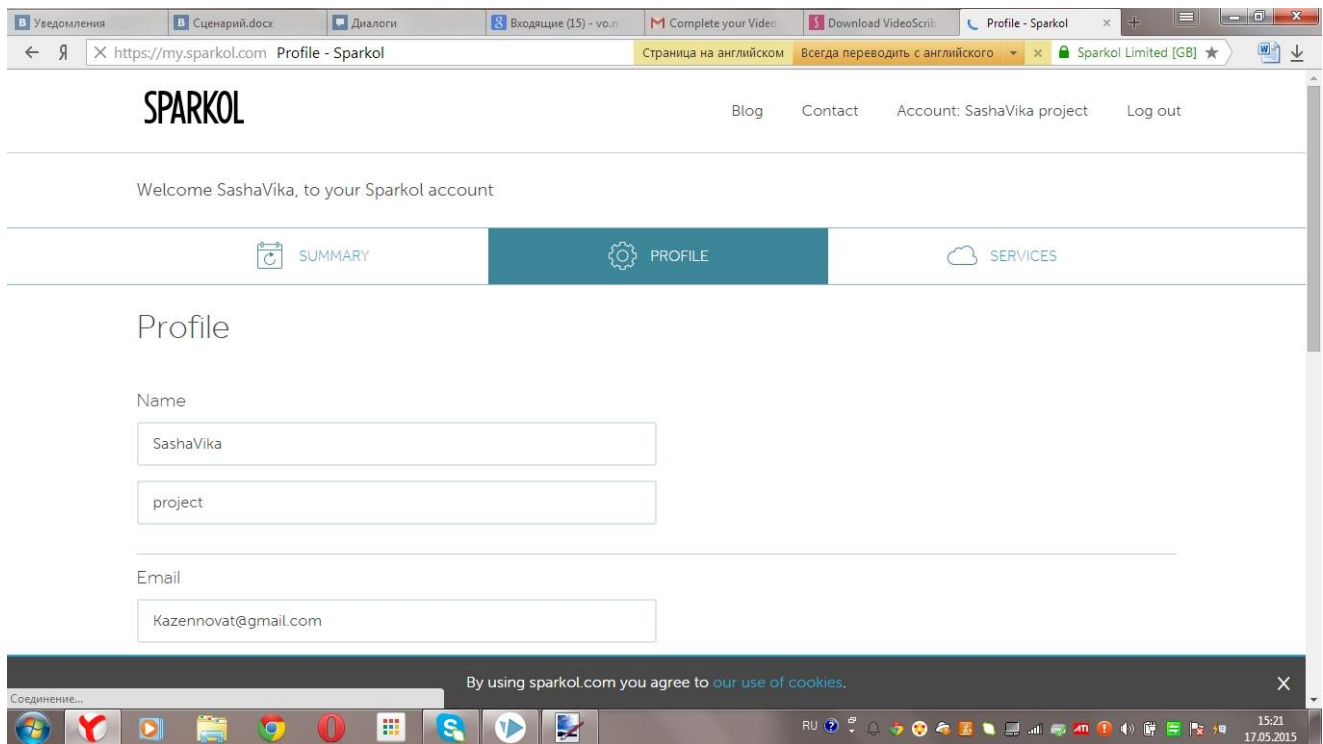 Уведомления Сценарий.docx Диалоги Входящие (15) - vo.n Complete your Video Download VideoScrib Profile - Sparkol
https://my.sparkol.com Profile - Sparkol Страница на английском Всегда переводить с английского Sparkol Limited [GB]
SPARKOL Blog Contact Account: SashaVika project Log out
Welcome SashaVika, to your Sparkol account
SUMMARY PROFILE SERVICES
Profile
Name
SashaVika
project
Email
Kazennovat@gmail.com
By using sparkol.com you agree to our use of cookies.
Соединение...
RU 15:21
17.05.2015